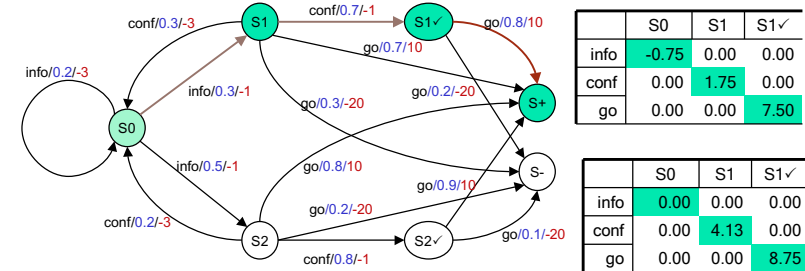 conf/0.3/-3
S1
conf/0.7/-1
S1✓
go/0.8/10
go/0.7/10
info/0.2/-3
info/0.3/-1
go/0.3/-20
go/0.2/-20
S+
S0
info/0.5/-1
go/0.8/10
S-
go/0.9/10
go/0.2/-20
conf/0.2/-3
S2
S2✓
go/0.1/-20
conf/0.8/-1
S0 S1 S1✓
info -0.75 0.00 0.00
conf 0.00 1.75 0.00
go 0.00 0.00 7.50
S0 S1 S1✓
info 0.00 0.00 0.00
conf 0.00 4.13 0.00
go 0.00 0.00 8.75